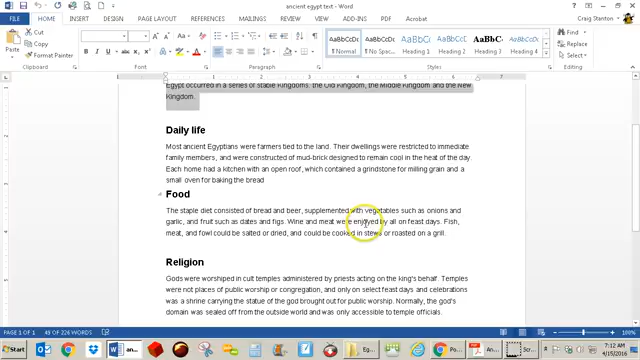 ancient egypt text - Word
FILE HOME INSERT DESIGN PAGE LAYOUT REFERENCES MAILINGS REVIEW VIEW ADD-INS PDF Acrobat
Craig Stanton
Paste
Cut
Copy
Format Painter
Clipboard
Font
Paragraph
Styles
AaBbCcDc AaBbCcDc
¶ Normal ¶ No Spac... Heading 1 Heading 2 Heading 3 Heading 4
Egypt occurred in a series of stable Kingdoms: the Old Kingdom, the Middle Kingdom and the New
Kingdom.
Daily life
Most ancient Egyptians were farmers tied to the land. Their dwellings were restricted to immediate
family members, and were constructed of mud-brick designed to remain cool in the heat of the day.
Each home had a kitchen with an open roof, which contained a grindstone for milling grain and a
small oven for baking the bread
Food
The staple diet consisted of bread and beer, supplemented with vegetables such as onions and
garlic, and fruit such as dates and figs. Wine and meat were enjoyed by all on feast days. Fish,
meat, and fowl could be salted or dried, and could be cooked in stews or roasted on a grill.
Religion
Gods were worshiped in cult temples administered by priests acting on the king's behalf. Temples
were not places of public worship or congregation, and only on select feast days and celebrations
was a shrine carrying the statue of the god brought out for public worship. Normally, the god's
domain was sealed off from the outside world and was only accessible to temple officials.
PAGE 1 OF 1 49 OF 226 WORDS
Start
7:12 AM
4/15/2016